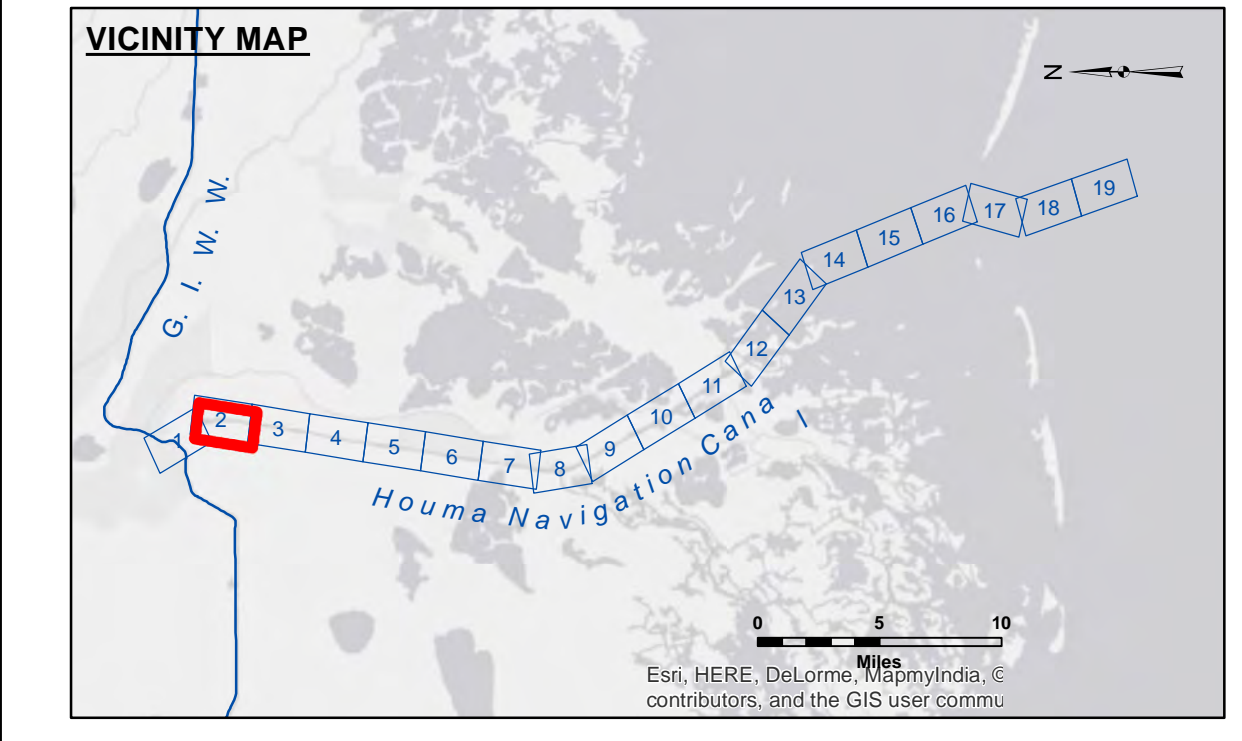 VICINITY MAP
N
G. I. W. W.
1
2
3
4
5
6
7
8
9
10
11
12
13
14
15
16
17
18
19
Houma Navigation Canal
0 5 10
Miles
Esri, HERE, DeLorme, MapmyIndia, ©
contributors, and the GIS user commu